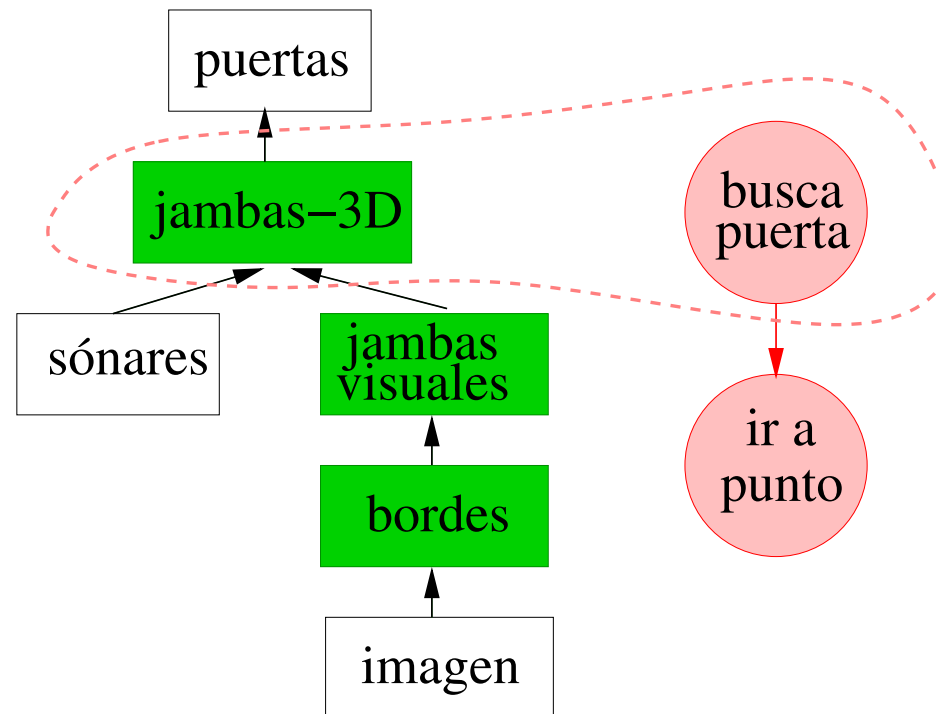 puertas
jambas−3D
busca
puerta
sónares
jambas
visuales
ir a
punto
bordes
imagen